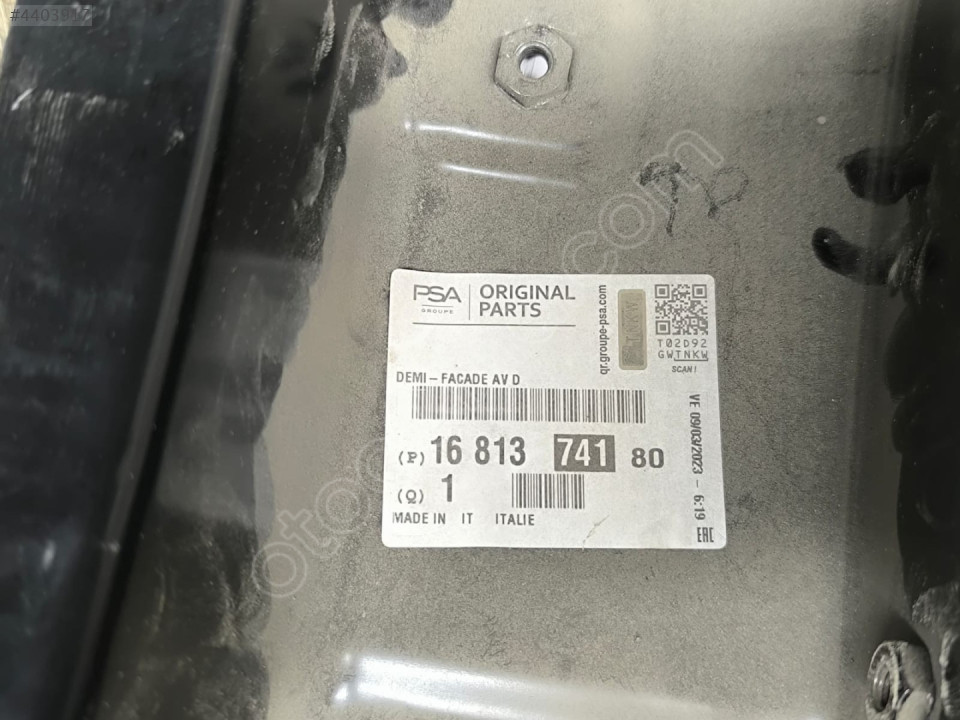 PSA
GROUPE
ORIGINAL
PARTS
qr.groupe-psa.com
T02D92
GWTNKW
SCAN!
DEMI-FACADE AV D
(P) 16 813 741 80
(Q) 1
MADE IN IT ITALIE
VE 09/03/2023 - 6:19
EAC